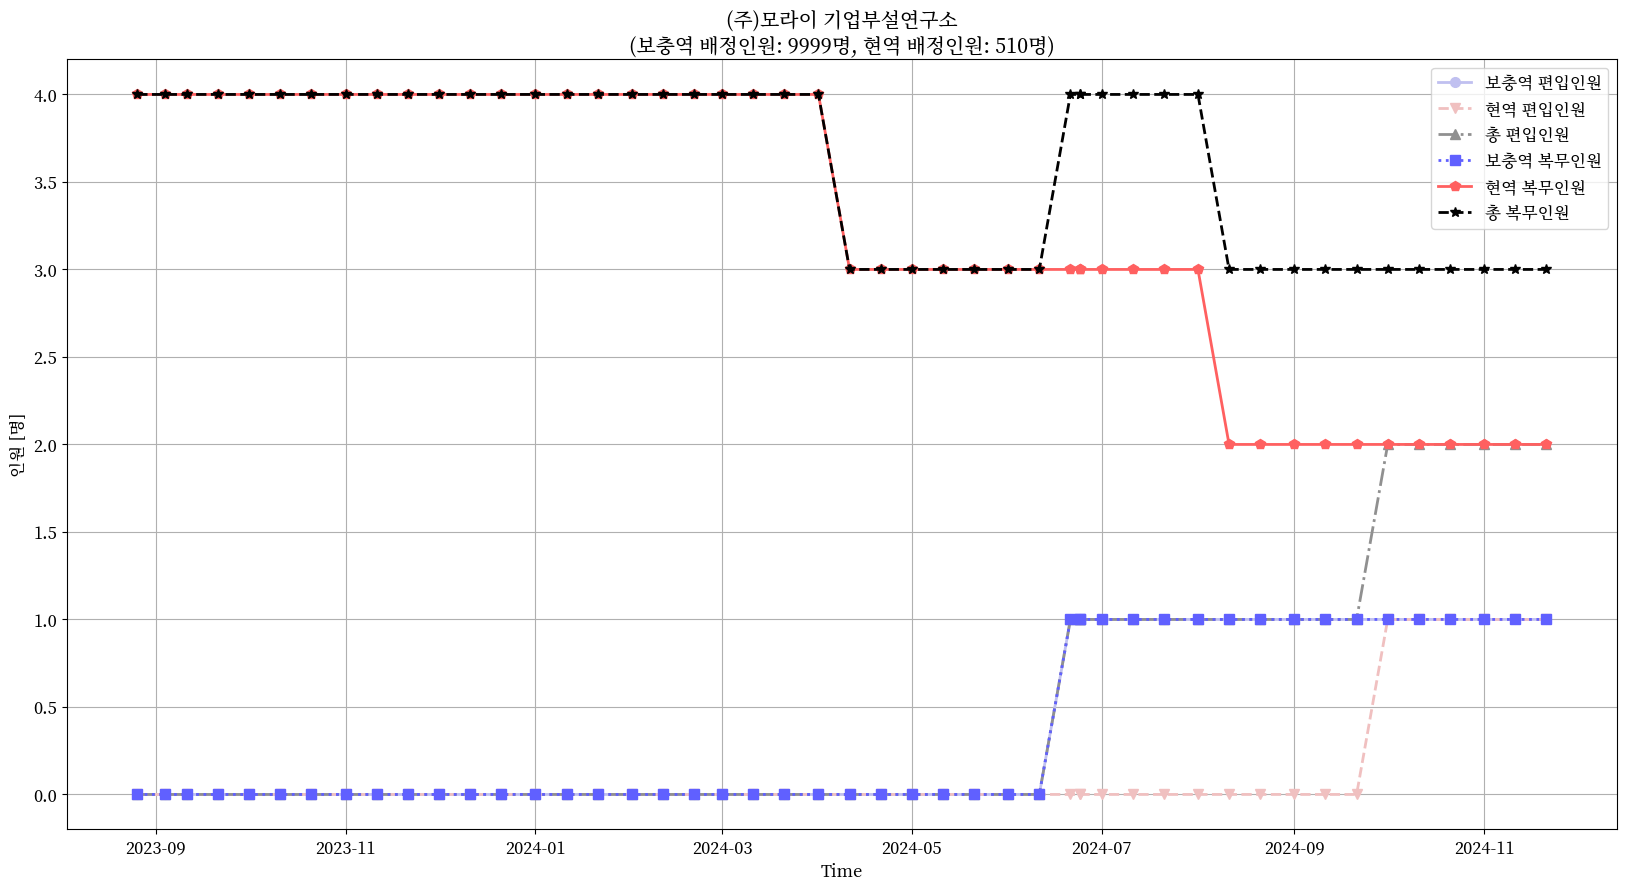 (주)모라이 기업부설연구소
(보충역 배정인원: 9999명, 현역 배정인원: 510명)
보충역 편입인원
현역 편입인원
총 편입인원
보충역 복무인원
현역 복무인원
총 복무인원
인원 [명]
4.0
3.5
3.0
2.5
2.0
1.5
1.0
0.5
0.0
2023-09
2023-11
2024-01
2024-03
2024-05
2024-07
2024-09
2024-11
Time